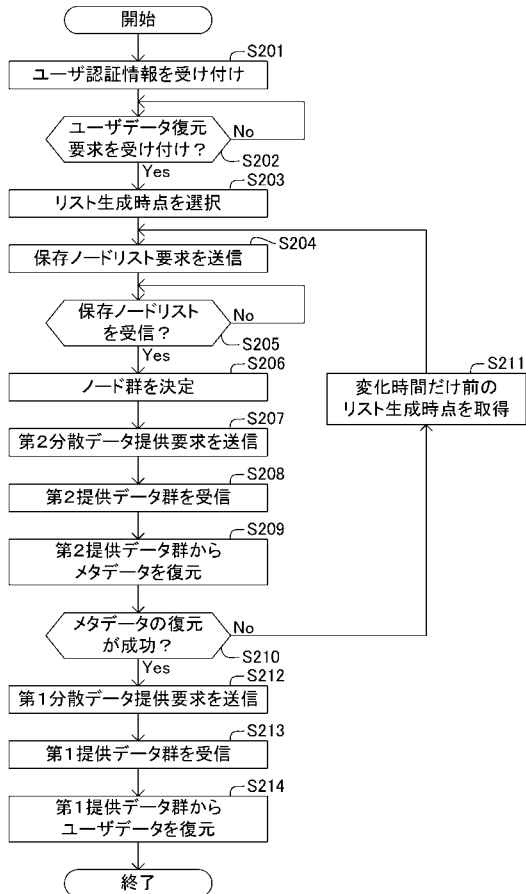 開始
S201
ユーザ認証情報を受け付け
ユーザデータ復元
要求を受け付け？
No
S202
Yes
S203
リスト生成時点を選択
S204
保存ノードリスト要求を送信
保存ノードリスト
を受信？
No
S205
Yes
S206
ノード群を決定
S207
第2分散データ提供要求を送信
S208
第2提供データ群を受信
S209
第2提供データ群から
メタデータを復元
メタデータの復元
が成功？
No
S210
Yes
S211
変化時間だけ前の
リスト生成時点を取得
S212
第1分散データ提供要求を送信
S213
第1提供データ群を受信
S214
第1提供データ群から
ユーザデータを復元
終了